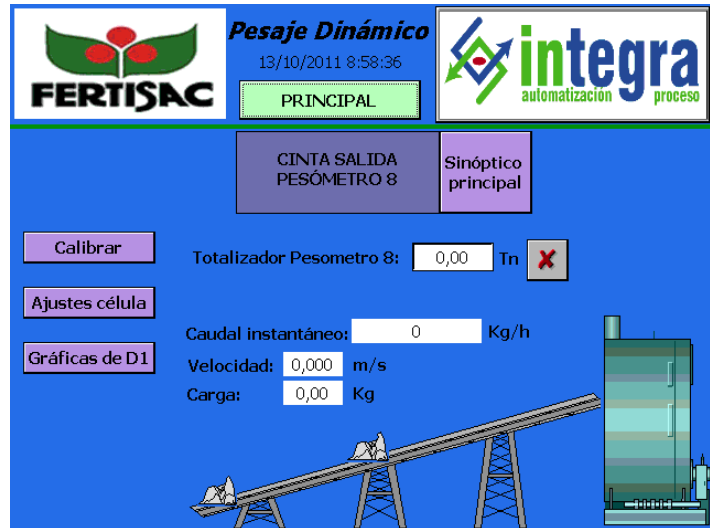 FERTISAC
Pesaje Dinámico
13/10/2011 8:58:36
PRINCIPAL
integra
automatización proceso
CINTA SALIDA
PESÓMETRO 8
Sinóptico
principal
Calibrar
Totalizador Pesometro 8: 0,00 Tn
Ajustes célula
Caudal instantáneo: 0 Kg/h
Gráficas de D1
Velocidad: 0,000 m/s
Carga: 0,00 Kg